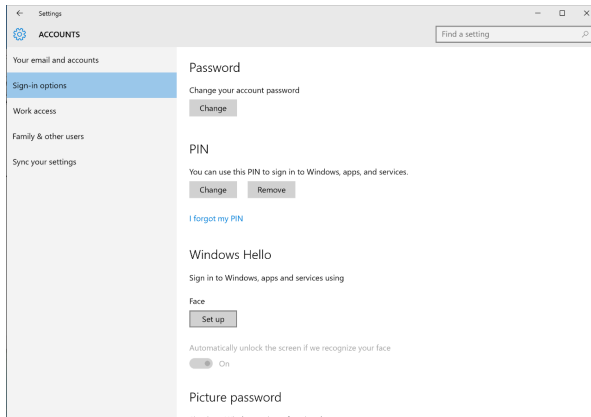 Settings
ACCOUNTS
Find a setting
Your email and accounts
Sign-in options
Work access
Family & other users
Sync your settings
Password
Change your account password
Change
PIN
You can use this PIN to sign in to Windows, apps, and services.
Change Remove
I forgot my PIN
Windows Hello
Sign in to Windows, apps and services using
Face
Set up
Automatically unlock the screen if we recognize your face
On
Picture password